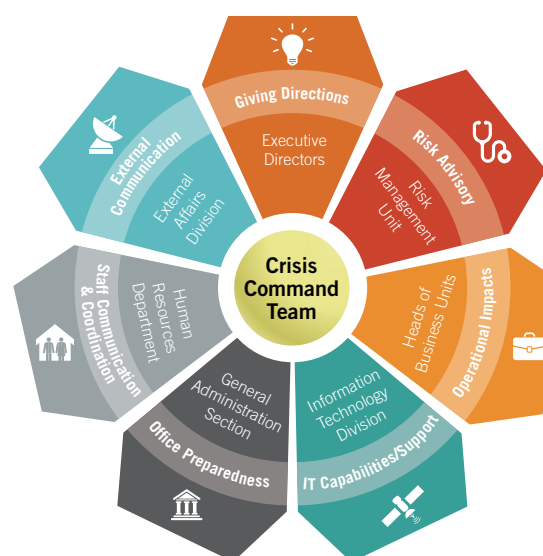 Giving Directions
Executive
Directors
Risk Advisory
Risk
Management
Unit
Operational Impacts
Heads of
Business Units
IT Capabilities/Support
Information
Technology
Division
Office Preparedness
General
Administration
Section
Staff Communication
& Coordination
Human
Resources
Department
External
Communication
External
Affairs
Division
Crisis
Command
Team